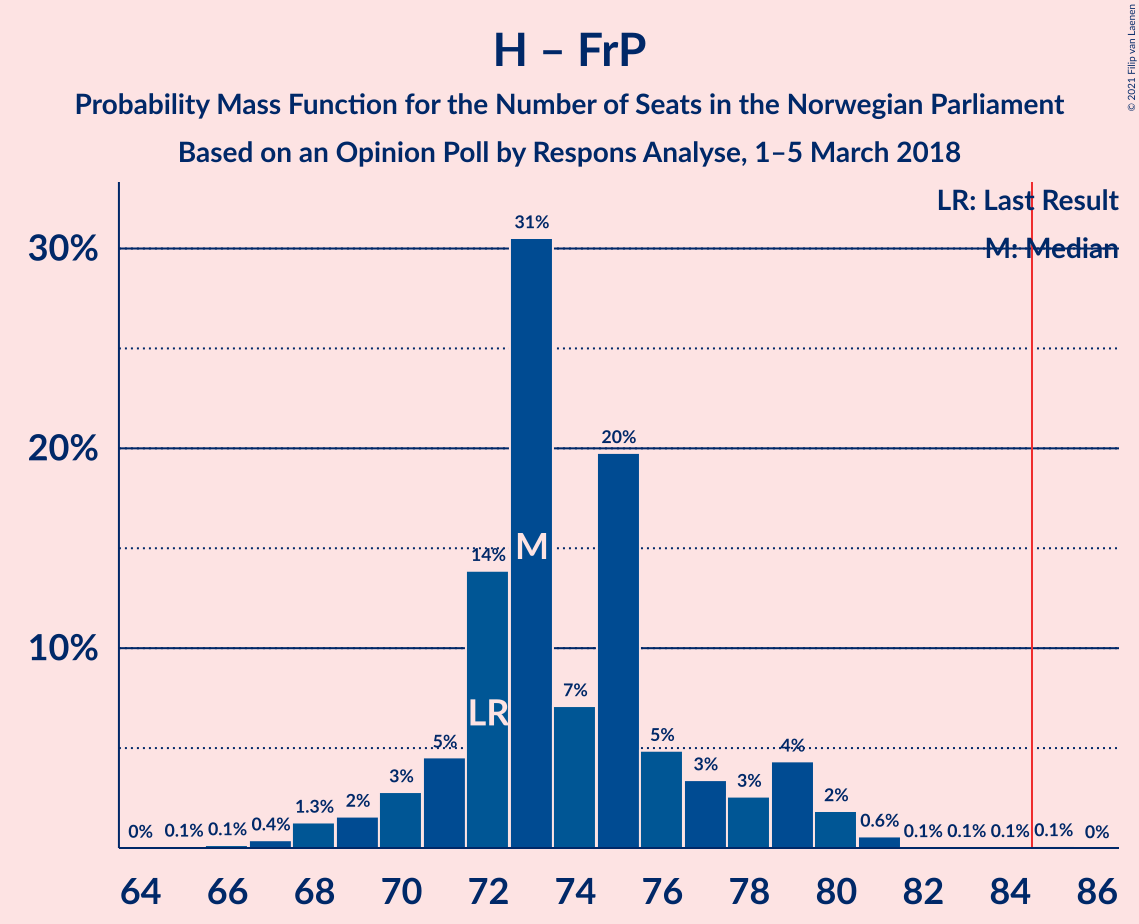 H – FrP
Probability Mass Function for the Number of Seats in the Norwegian Parliament
Based on an Opinion Poll by Respons Analyse, 1–5 March 2018
© 2021 Filip van Laenen
LR: Last Result
M: Median
30%
20%
10%
0%
0.1%
0.1%
0.4%
1.3%
2%
3%
5%
14%
31%
7%
20%
5%
3%
3%
4%
2%
0.6%
0.1%
0.1%
0.1%
0.1%
0%
LR
M
64 66 68 70 72 74 76 78 80 82 84 86